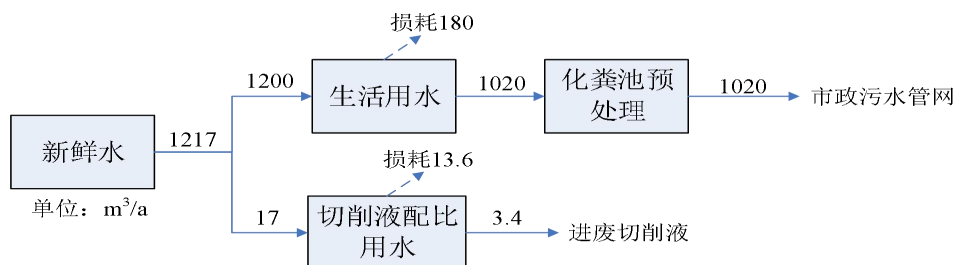 损耗180
1200
生活用水
1020
化粪池预
处理
1020
市政污水管网
新鲜水
1217
单位：m³/a
损耗13.6
17
切削液配比
用水
3.4
进废切削液